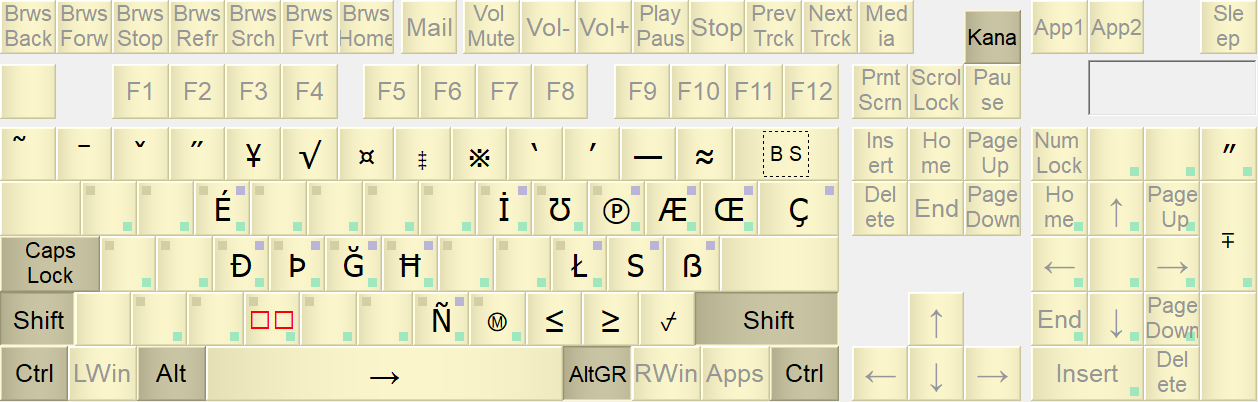 Brws Back Brws Forw Brws Stop Brws Refr Brws Srch Brws Fvrt Brws Home Mail Vol Mute Vol- Vol+ Play Paus Stop Prev Trck Next Trck Med ia Kana App1 App2 Sle ep
F1 F2 F3 F4 F5 F6 F7 F8 F9 F10 F11 F12 Prnt Scrn Scrol Lock Pau se
˜ ¯ ˇ ˝ ¥ √ ¤ ‡ ※ ‛ ʼ — ≈ B S Ins ert Ho me Page Up Num Lock ″
É İ Ʊ ℗ Æ Œ Ç Del ete End Page Down Ho me ↑ Page Up
Caps Lock Đ Þ Ğ Ħ Ł S ẞ ← → ∓
Shift □□ Ñ Ⓜ ≤ ≥ Shift ↑ End ↓ Page Down
Ctrl LWin Alt → AltGR RWin Apps Ctrl ← ↓ → Insert Del ete